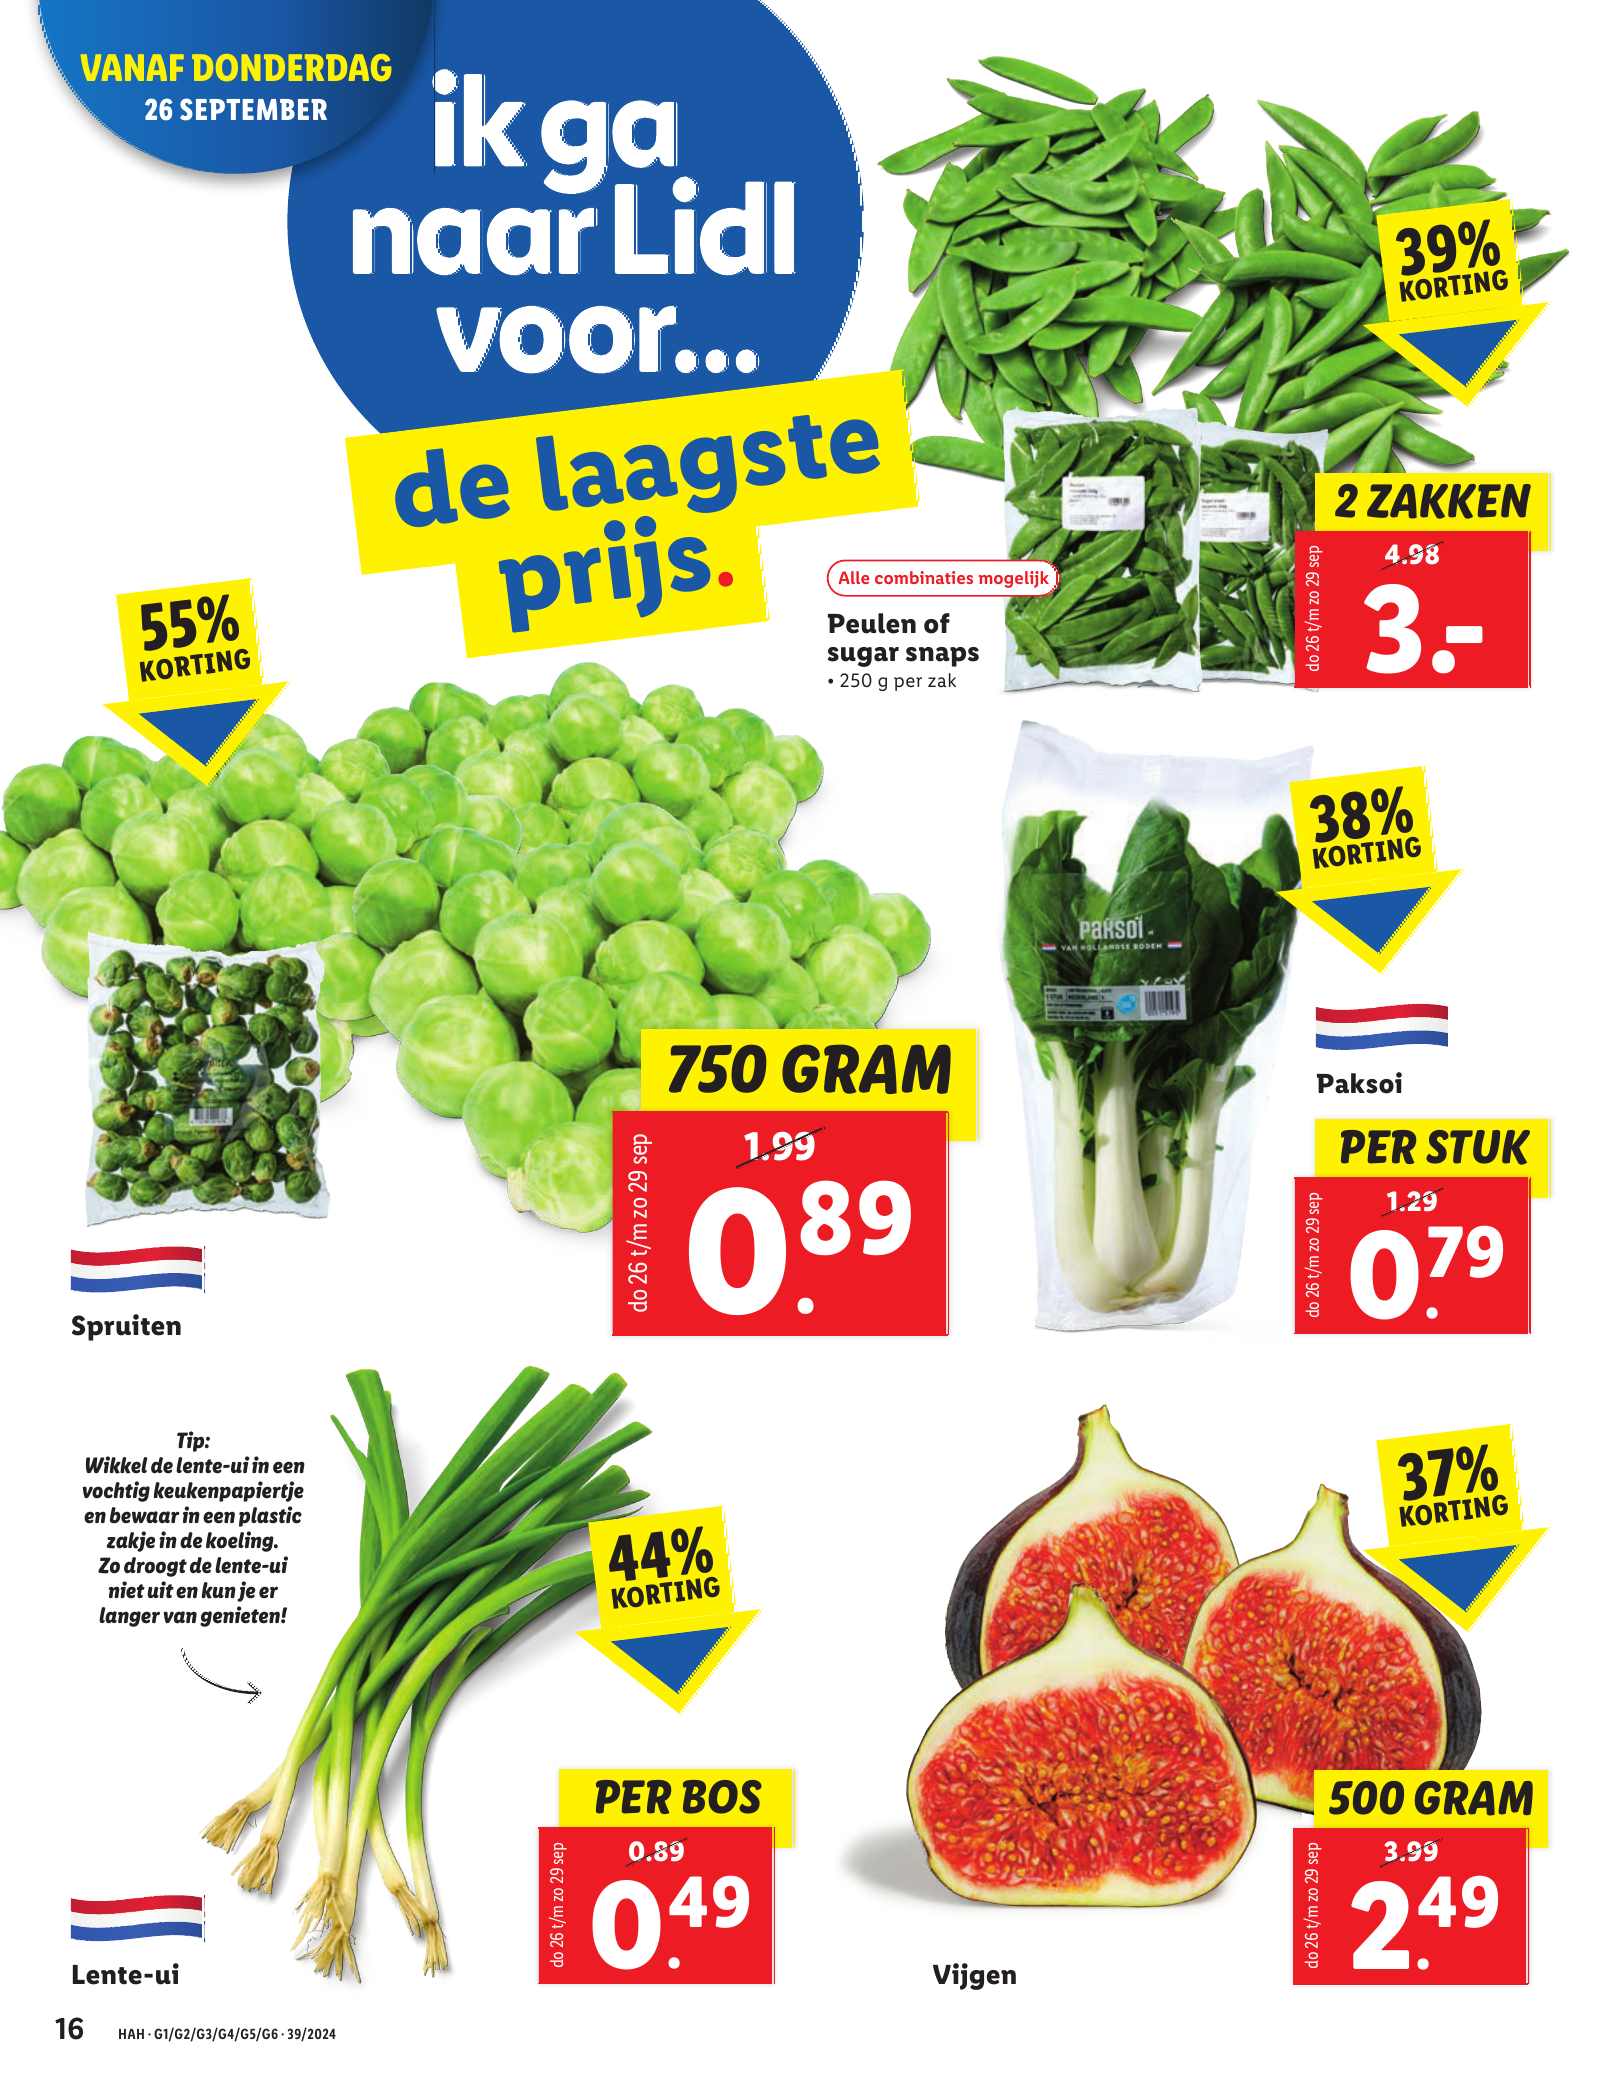 VANAF DONDERDAG
26 SEPTEMBER
ik ga
naar Lidl
voor...
de laagste
prijs.
39%
KORTING
2 ZAKKEN
do 26 t/m zo 29 sep
4.98
3.-
Alle combinaties mogelijk
Peulen of
sugar snaps
• 250 g per zak
55%
KORTING
750 GRAM
do 26 t/m zo 29 sep
1.99
0.89
Spruiten
38%
KORTING
PAKSOI
VAN HOLLANDSE BODEM
Paksoi
PER STUK
do 26 t/m zo 29 sep
1.29
0.79
Tip:
Wikkel de lente-ui in een
vochtig keukenpapiertje
en bewaar in een plastic
zakje in de koeling.
Zo droogt de lente-ui
niet uit en kun je er
langer van genieten!
44%
KORTING
PER BOS
do 26 t/m zo 29 sep
0.89
0.49
Lente-ui
37%
KORTING
500 GRAM
do 26 t/m zo 29 sep
3.99
2.49
Vijgen
16
HAH · G1/G2/G3/G4/G5/G6 · 39/2024